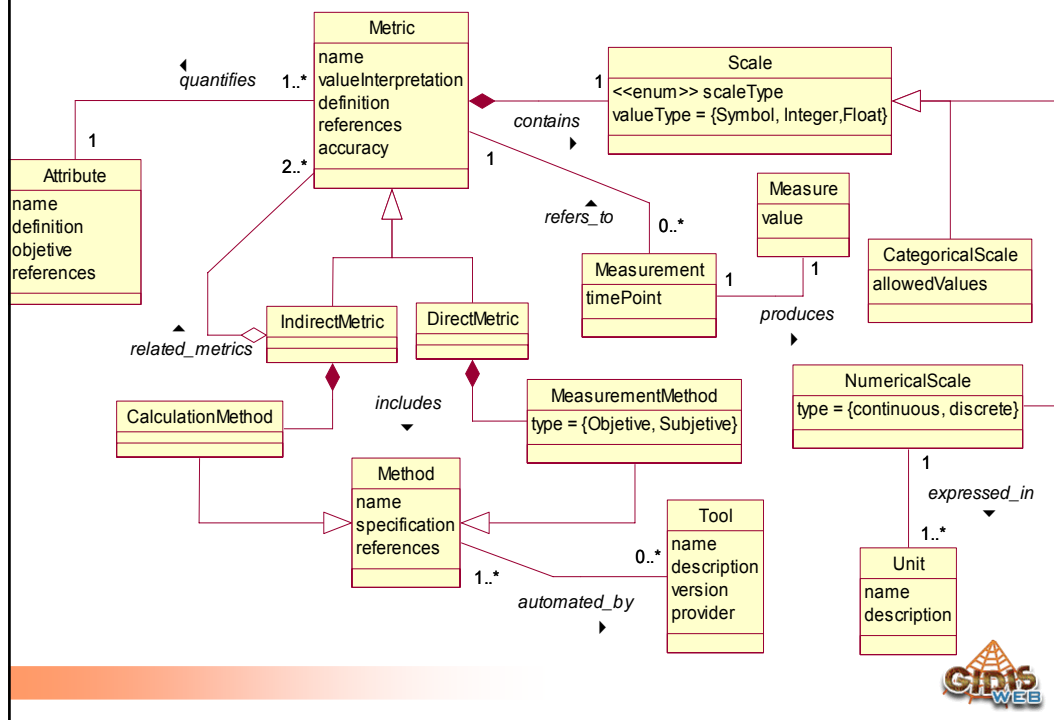 Metric
name
valueInterpretation
definition
references
accuracy
quantifies
1..*
1
Attribute
name
definition
objetive
references
2..*
related_metrics
contains
1
Scale
<<enum>> scaleType
valueType = {Symbol, Integer,Float}
1
refers_to
0..*
Measurement
timePoint
1
Measure
value
1
produces
CategoricalScale
allowedValues
IndirectMetric
DirectMetric
CalculationMethod
includes
MeasurementMethod
type = {Objetive, Subjetive}
NumericalScale
type = {continuous, discrete}
1
expressed_in
1..*
Unit
name
description
Method
name
specification
references
1..*
automated_by
0..*
Tool
name
description
version
provider
GIDIS
WEB